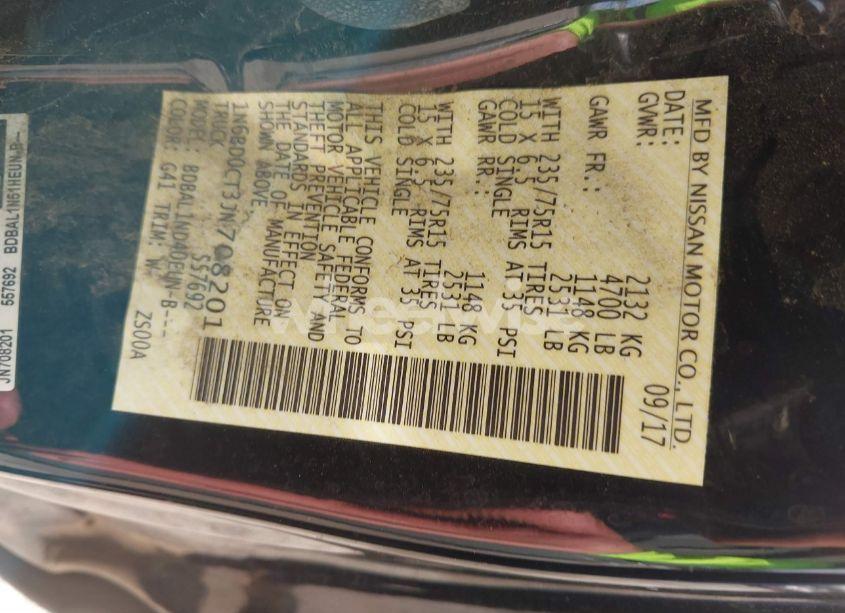 MFD BY NISSAN MOTOR CO., LTD.
DATE: 09/17
GVWR: 2132 KG
4700 LB
GAWR FR.: 1148 KG
2531 LB
WITH 235/75R15 TIRES
15 X 6.5 RIMS AT 35 PSI
COLD SINGLE
GAWR RR.: 1148 KG
2531 LB
WITH 235/75R15 TIRES
15 X 6.5 RIMS AT 35 PSI
COLD SINGLE
THIS VEHICLE CONFORMS TO
ALL APPLICABLE FEDERAL
MOTOR VEHICLE SAFETY AND
THEFT PREVENTION
STANDARDS IN EFFECT ON
THE DATE OF MANUFACTURE
SHOWN ABOVE
1N6BD0CT3JN708201
TRUCK 557692
MODEL
COLOR: G41 TRIM: W ZS00A
JN708201 557692
wheelwise